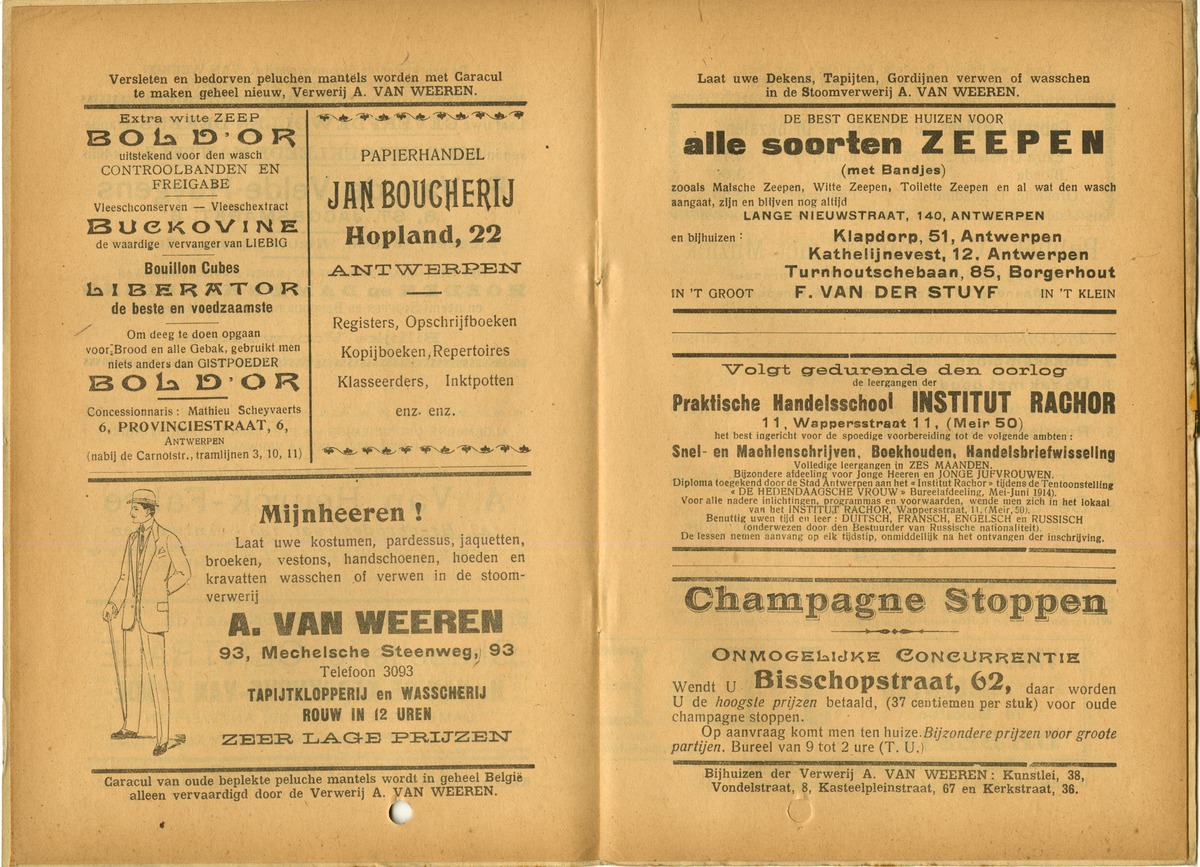 Versleten en bedorven peluchen mantels worden met Caracul
te maken geheel nieuw, Verwerij A. VAN WEEREN.
Extra witte ZEEP
BOL D'OR
uitstekend voor den wasch
CONTROOLBANDEN EN
FREIGABE
Vleeschconserven — Vleeschextract
BUCKOVINE
de waardige vervanger van LIEBIG
Bouillon Cubes
LIBERATOR
de beste en voedzaamste
Om deeg te doen opgaan
voor Brood en alle Gebak, gebruikt men
niets anders dan GISTPOEDER
BOL D'OR
Concessionnaris : Mathieu Scheyvaerts
6, PROVINCIESTRAAT, 6,
ANTWERPEN
(nabij de Carnotstr., tramlijnen 3, 10, 11)
PAPIERHANDEL
JAN BOUCHERIJ
Hopland, 22
ANTWERPEN
Registers, Opschrijfboeken
Kopijboeken, Repertoires
Klasseerders, Inktpotten
enz. enz.
Mijnheeren !
Laat uwe kostumen, pardessus, jaquetten,
broeken, vestons, handschoenen, hoeden en
kravatten wasschen of verwen in de stoom-
verwerij
A. VAN WEEREN
93, Mechelsche Steenweg, 93
Telefoon 3093
TAPIJTKLOPPERIJ en WASSCHERIJ
ROUW IN 12 UREN
ZEER LAGE PRIJZEN
Caracul van oude beplekte peluche mantels wordt in geheel België
alleen vervaardigd door de Verwerij A. VAN WEEREN.
Laat uwe Dekens, Tapijten, Gordijnen verwen of wasschen
in de Stoomverwerij A. VAN WEEREN.
DE BEST GEKENDE HUIZEN VOOR
alle soorten ZEEPEN
(met Bandjes)
zooals Malsche Zeepen, Witte Zeepen, Toilette Zeepen en al wat den wasch
aangaat, zijn en blijven nog altijd
LANGE NIEUWSTRAAT, 140, ANTWERPEN
en bijhuizen : Klapdorp, 51, Antwerpen
Kathelijnevest, 12, Antwerpen
Turnhoutschebaan, 85, Borgerhout
IN 'T GROOT F. VAN DER STUYF IN 'T KLEIN
Volgt gedurende den oorlog
de leergangen der
Praktische Handelsschool INSTITUT RACHOR
11, Wappersstraat 11, (Meir 50)
het best ingericht voor de spoedige voorbereiding tot de volgende ambten :
Snel- en Machienschrijven, Boekhouden, Handelsbriefwisseling
Volledige leergangen in ZES MAANDEN.
Bijzondere afdeeling voor Jonge Heeren en JONGE JUFVROUWEN.
Diploma toegekend door de Stad Antwerpen aan het « Institut Rachor » tijdens de Tentoonstelling
« DE HEDENDAAGSCHE VROUW » Bureelafdeeling, Mei-Juni 1914).
Voor alle nadere inlichtingen, programmas en voorwaarden, wende men zich in het lokaal
van het INSTITUT RACHOR, Wappersstraat, 11, (Meir, 50).
Benuttig uwen tijd en leer : DUITSCH, FRANSCH, ENGELSCH en RUSSISCH
(onderwezen door den Bestuurder van Russische nationaliteit).
De lessen nemen aanvang op elk tijdstip, onmiddellijk na het ontvangen der inschrijving.
Champagne Stoppen
ONMOGELIJKE CONCURRENTIE
Wendt U Bisschopstraat, 62, daar worden
U de hoogste prijzen betaald, (37 centiemen per stuk) voor oude
champagne stoppen.
Op aanvraag komt men ten huize. Bijzondere prijzen voor groote
partijen. Bureel van 9 tot 2 ure (T. U.)
Bijhuizen der Verwerij A. VAN WEEREN : Kunstlei, 38,
Vondelstraat, 8, Kasteelpleinstraat, 67 en Kerkstraat, 36.